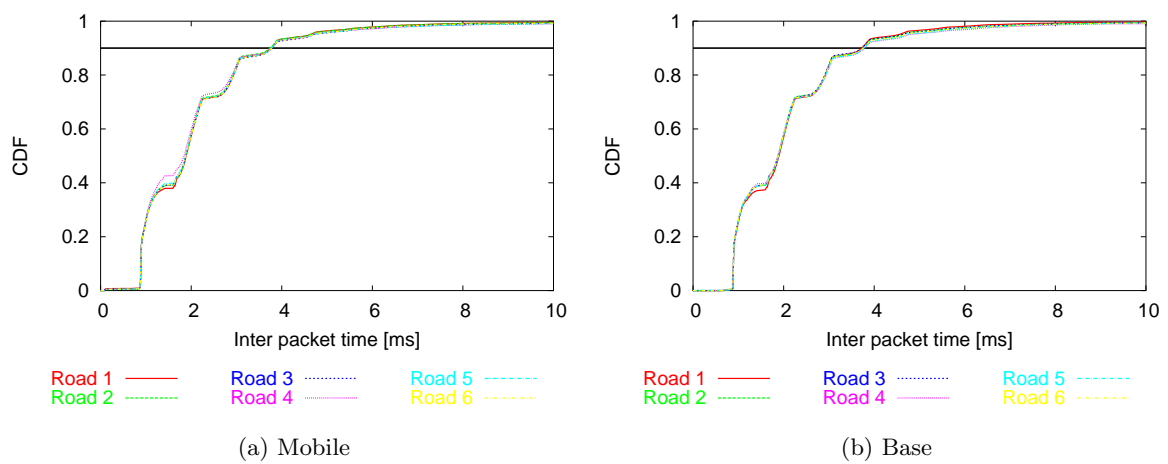 1
0.8
0.6
0.4
0.2
0
CDF
0 2 4 6 8 10
Inter packet time [ms]
Road 1 Road 3 Road 5
Road 2 Road 4 Road 6
(a) Mobile
1
0.8
0.6
0.4
0.2
0
CDF
0 2 4 6 8 10
Inter packet time [ms]
Road 1 Road 3 Road 5
Road 2 Road 4 Road 6
(b) Base